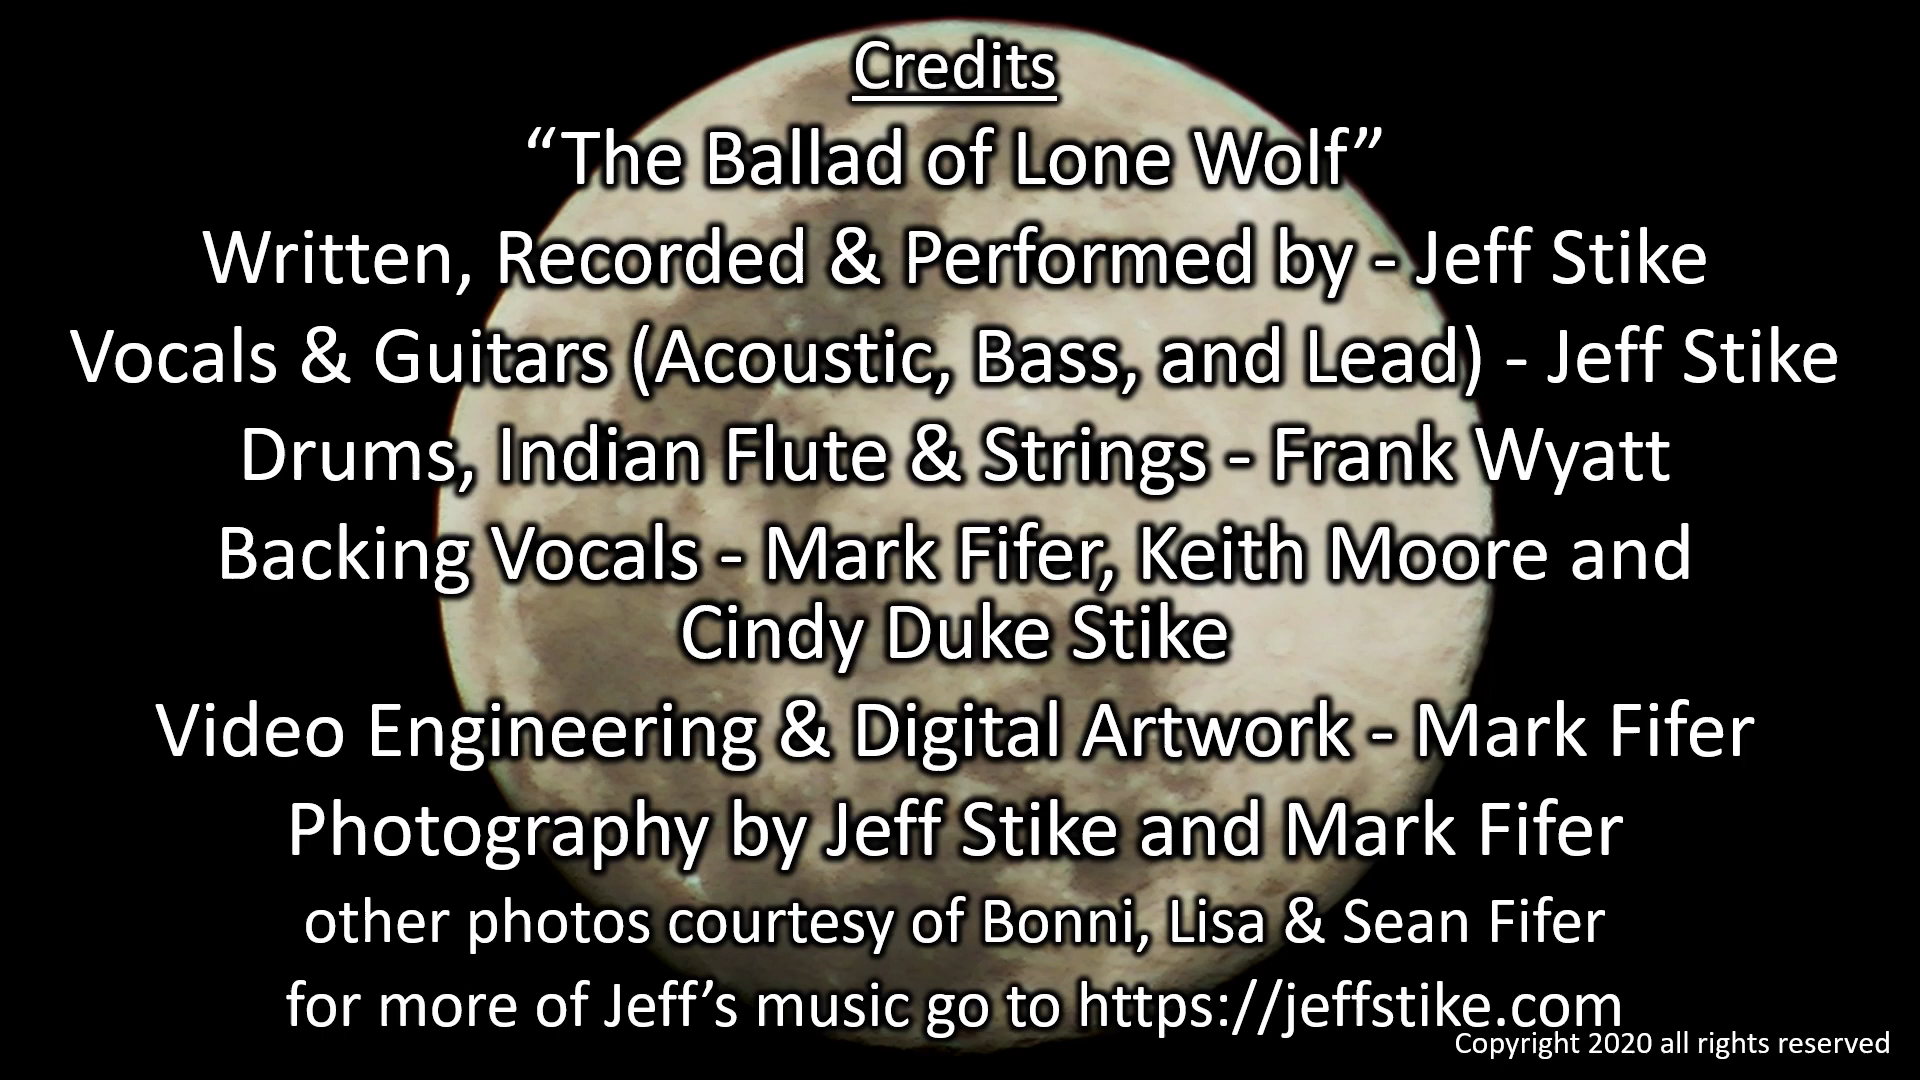 Credits
“The Ballad of Lone Wolf”
Written, Recorded & Performed by - Jeff Stike
Vocals & Guitars (Acoustic, Bass, and Lead) - Jeff Stike
Drums, Indian Flute & Strings - Frank Wyatt
Backing Vocals - Mark Fifer, Keith Moore and
Cindy Duke Stike
Video Engineering & Digital Artwork - Mark Fifer
Photography by Jeff Stike and Mark Fifer
other photos courtesy of Bonni, Lisa & Sean Fifer
for more of Jeff’s music go to https://jeffstike.com
Copyright 2020 all rights reserved